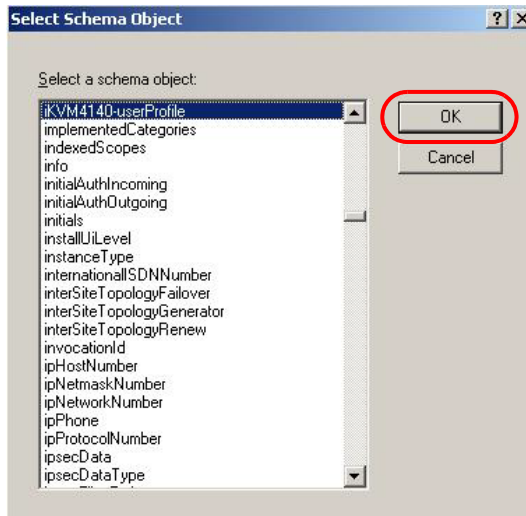 Select Schema Object
Select a schema object:
iKVM4140-userProfile
implementedCategories
indexedScopes
info
initialAuthIncoming
initialAuthOutgoing
initials
installUiLevel
instanceType
internationalISDNNumber
interSiteTopologyFailover
interSiteTopologyGenerator
interSiteTopologyRenew
invocationId
ipHostNumber
ipNetmaskNumber
ipNetworkNumber
ipPhone
ipProtocolNumber
ipsecData
ipsecDataType
OK
Cancel